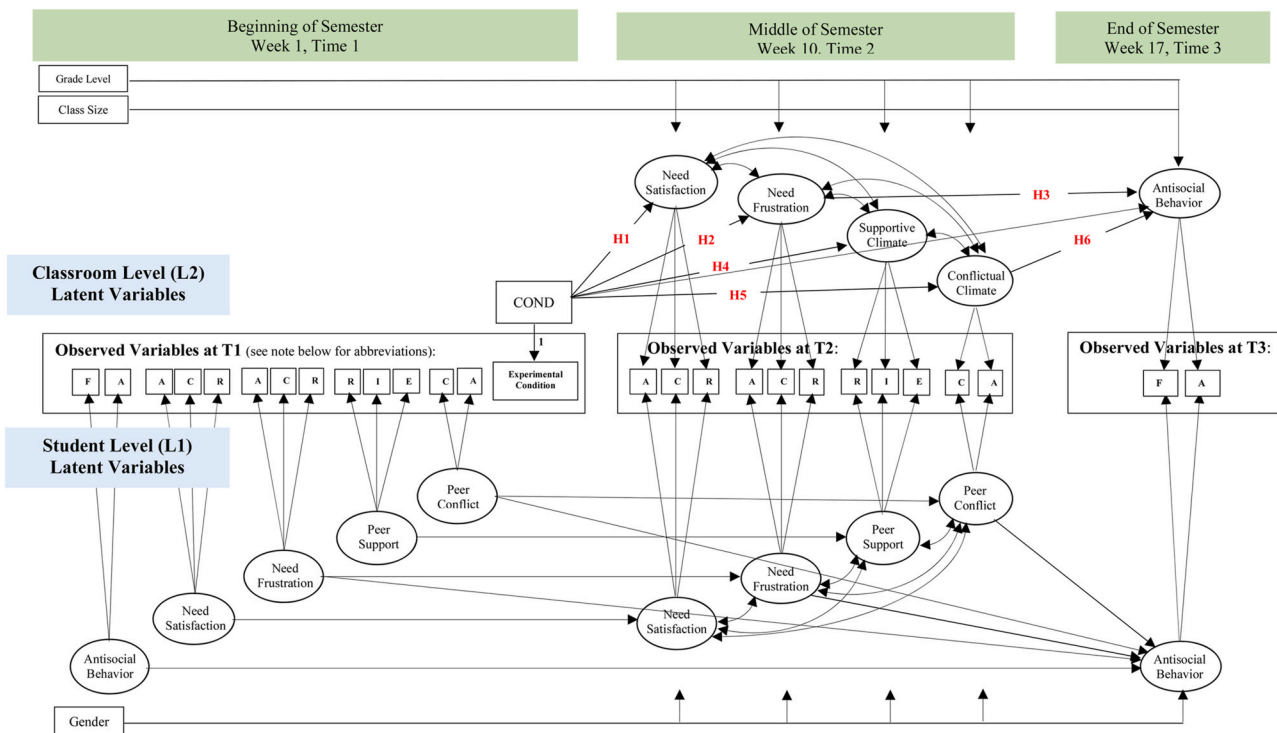 Beginning of Semester
Week 1, Time 1
Middle of Semester
Week 10, Time 2
End of Semester
Week 17, Time 3
Grade Level
Class Size
Need
Satisfaction
Need
Frustration
Supportive
Climate
Conflictual
Climate
Antisocial
Behavior
H1
H2
H3
H4
H5
H6
Classroom Level (L2)
Latent Variables
COND
1
Observed Variables at T1 (see note below for abbreviations):
F A A C R A C R R I E C A
Experimental
Condition
Observed Variables at T2:
A C R A C R R I E C A
Observed Variables at T3:
F A
Student Level (L1)
Latent Variables
Peer
Conflict
Peer
Support
Need
Frustration
Need
Satisfaction
Antisocial
Behavior
Peer
Conflict
Peer
Support
Need
Frustration
Need
Satisfaction
Antisocial
Behavior
Gender